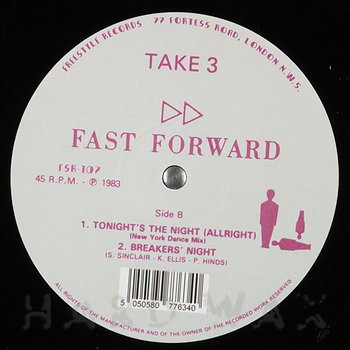 FREESTYLE RECORDS 77 FORTESS ROAD, LONDON N.W.5.
TAKE 3
FAST FORWARD
FSR-107
45 R.P.M. - ℗ 1983
Side B
1. TONIGHT'S THE NIGHT (ALLRIGHT)
(New York Dance Mix)
2. BREAKERS' NIGHT
(S. SINCLAIR - K. ELLIS - P. HINDS)
5 050580 776340
ALL RIGHTS OF THE MANUFACTURER AND OF THE OWNER OF THE RECORDED WORK RESERVED
HARD WAX